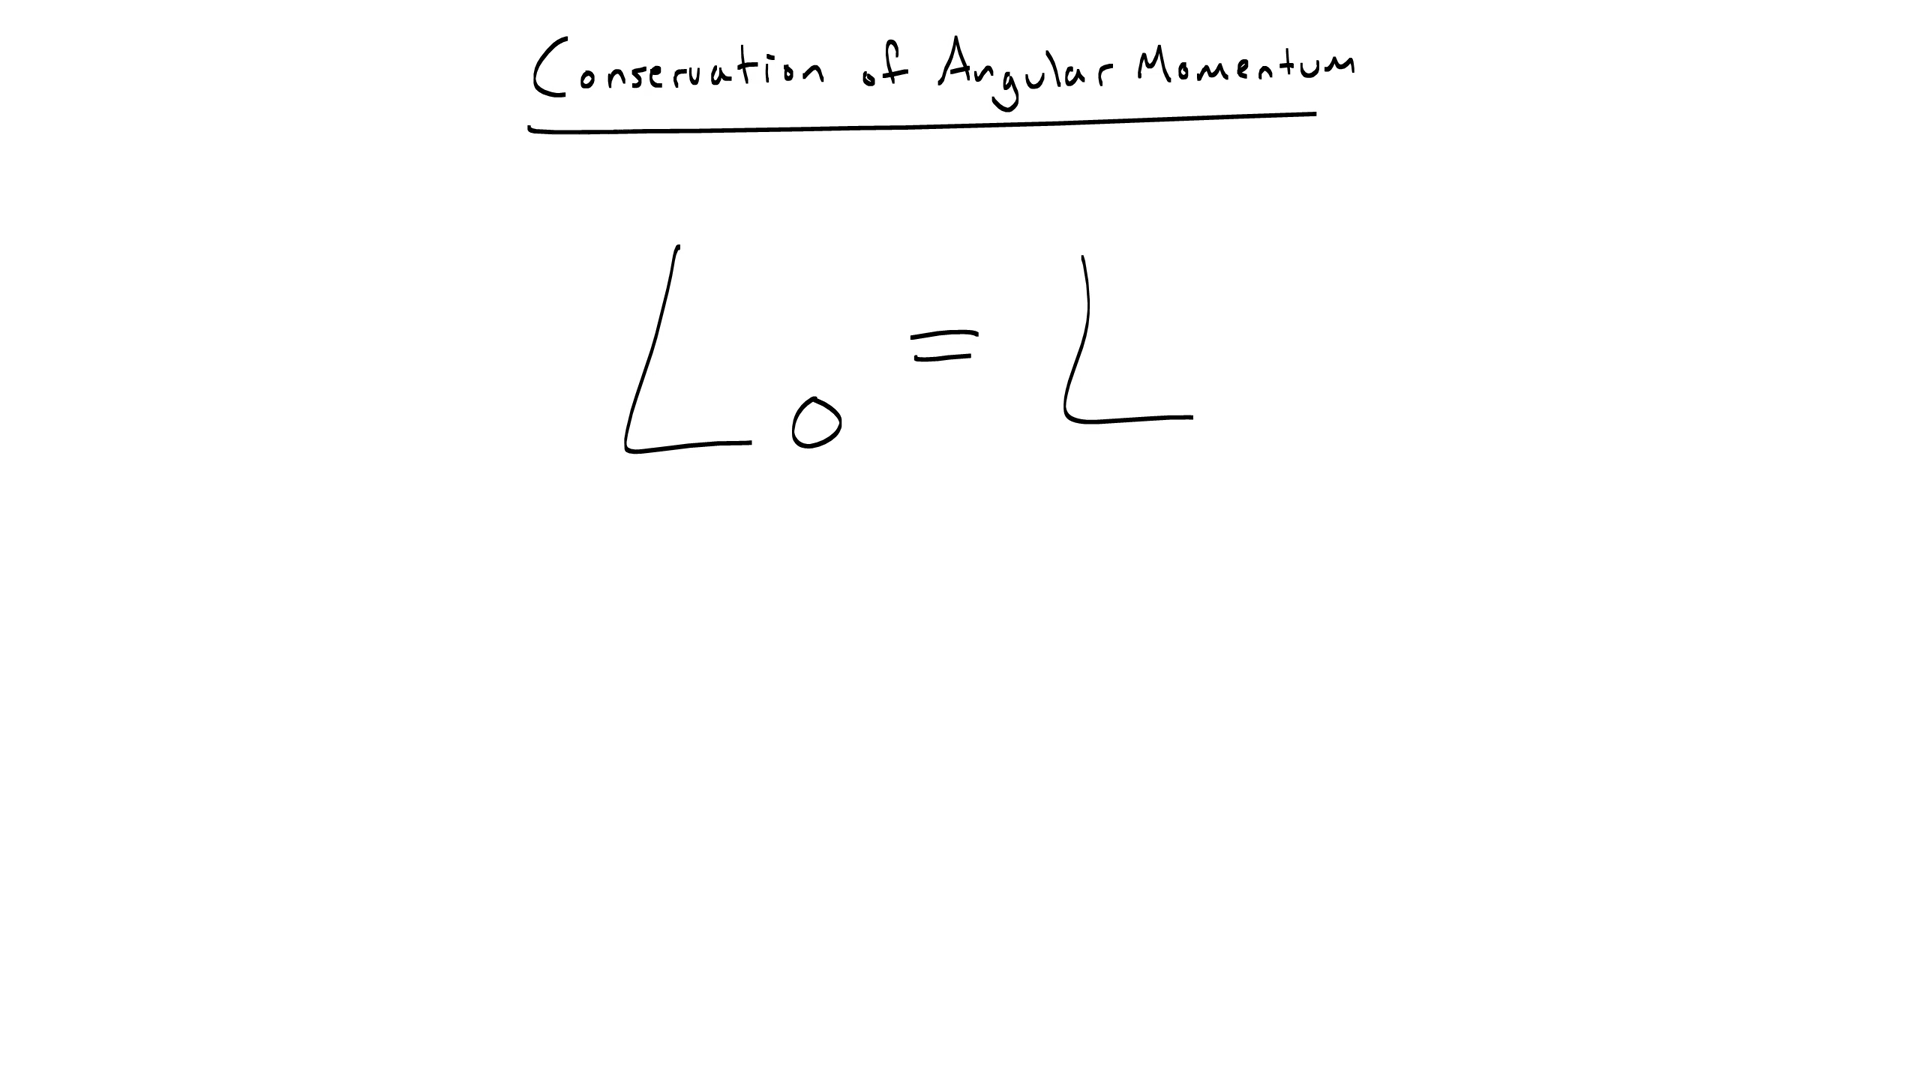 Conservation of Angular Momentum
L₀ = L